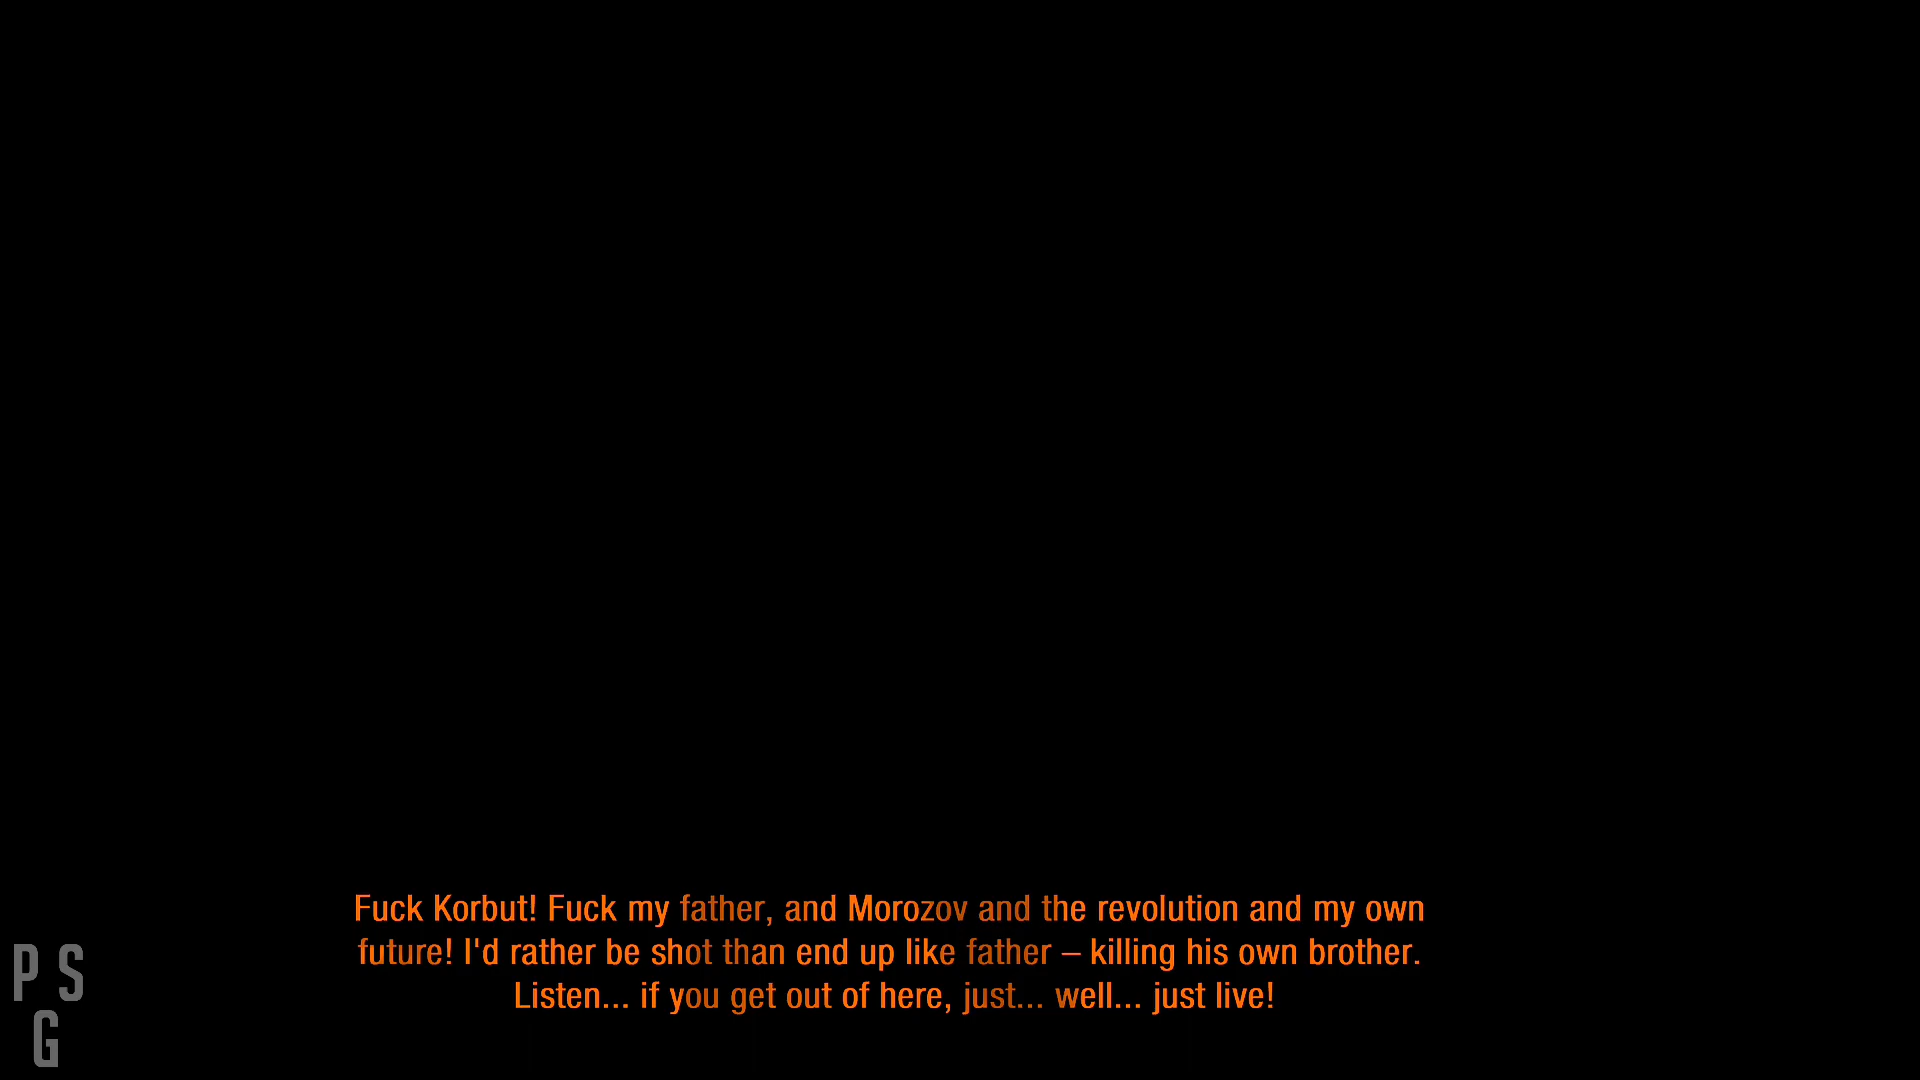 Fuck Korbut! Fuck my father, and Morozov and the revolution and my own
future! I'd rather be shot than end up like father – killing his own brother.
Listen... if you get out of here, just... well... just live!
P S
G